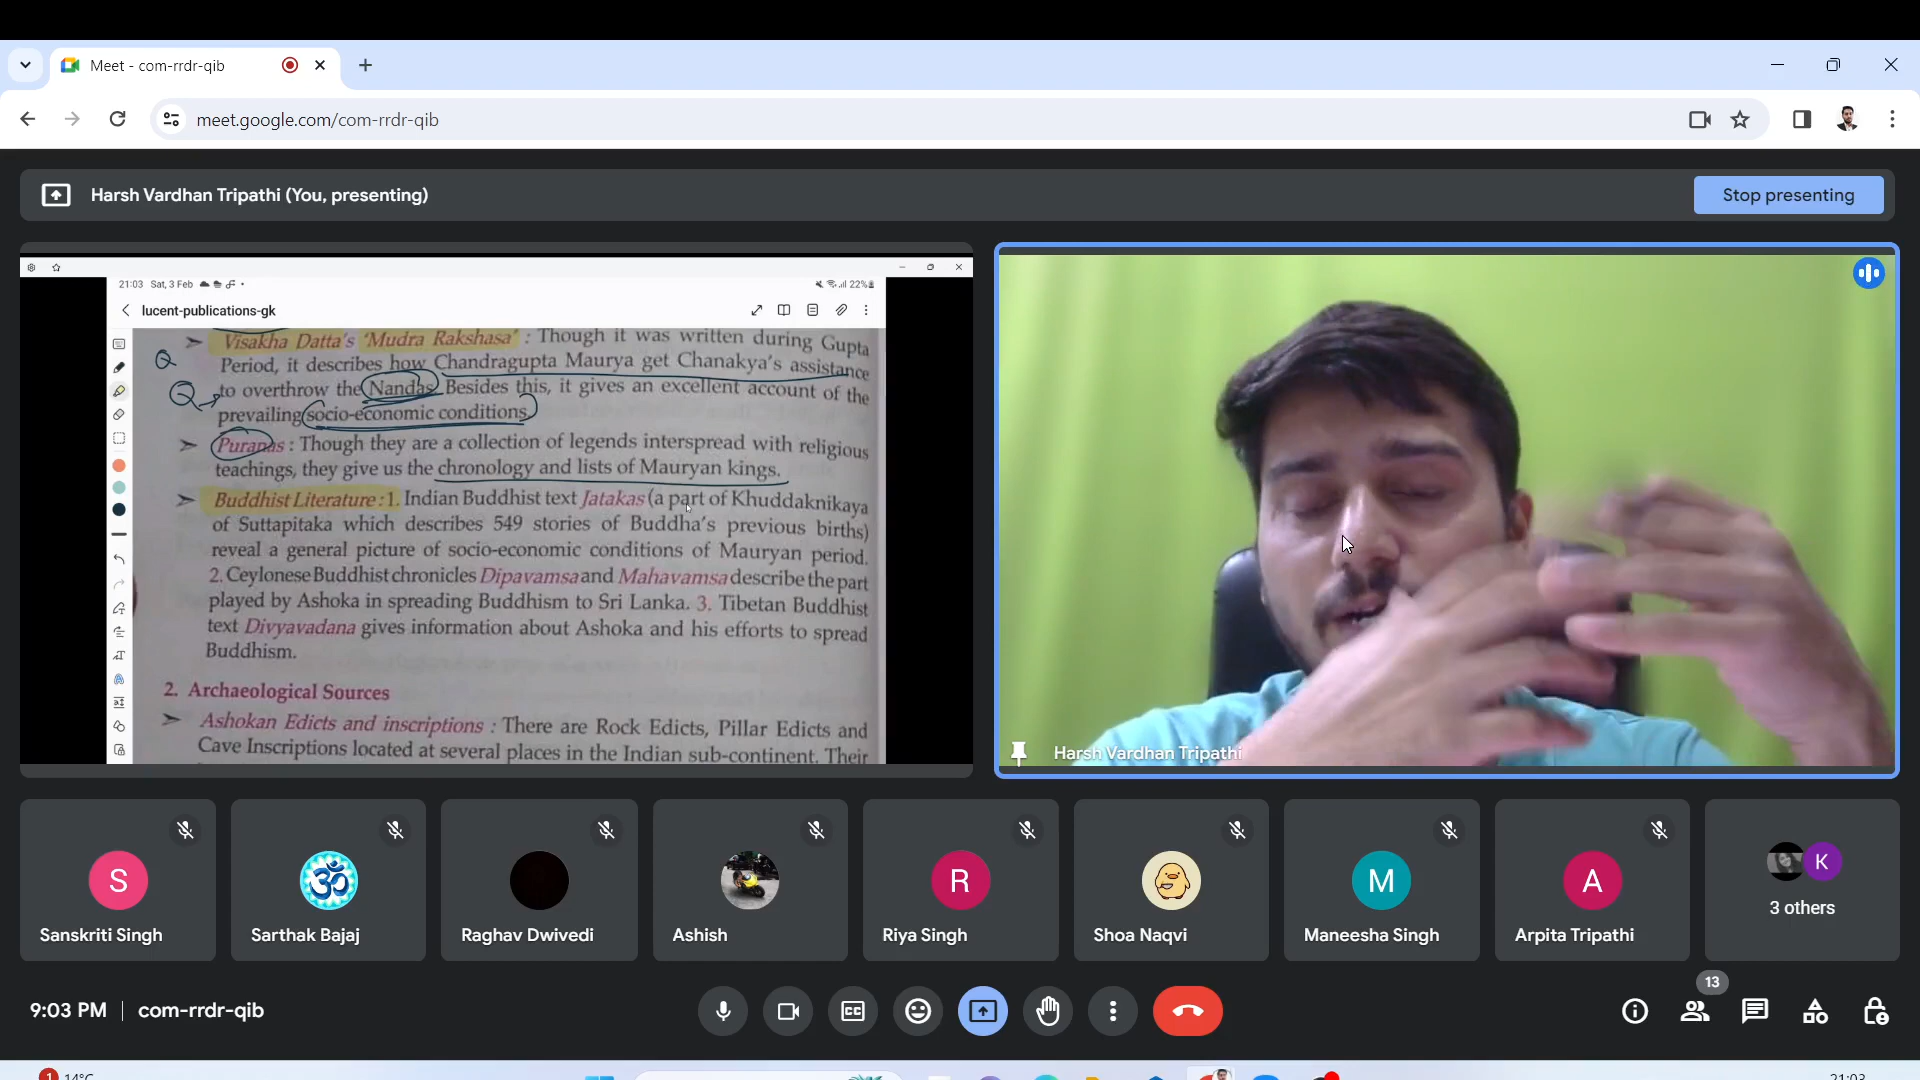 Meet - com-rrdr-qib
meet.google.com/com-rrdr-qib
Harsh Vardhan Tripathi (You, presenting)
Stop presenting
21:03 Sat, 3 Feb
22%
lucent-publications-gk
➤ Visakha Datta's 'Mudra Rakshasa' : Though it was written during Gupta
Q Period, it describes how Chandragupta Maurya get Chanakya's assistance
Q to overthrow the Nandas. Besides this, it gives an excellent account of the
prevailing socio-economic conditions.
➤ Puranas : Though they are a collection of legends interspread with religious
teachings, they give us the chronology and lists of Mauryan kings.
➤ Buddhist Literature : 1. Indian Buddhist text Jatakas (a part of Khuddaknikaya
of Suttapitaka which describes 549 stories of Buddha's previous births)
reveal a general picture of socio-economic conditions of Mauryan period.
2. Ceylonese Buddhist chronicles Dipavamsa and Mahavamsa describe the part
played by Ashoka in spreading Buddhism to Sri Lanka. 3. Tibetan Buddhist
text Divyavadana gives information about Ashoka and his efforts to spread
Buddhism.
2. Archaeological Sources
➤ Ashokan Edicts and inscriptions : There are Rock Edicts, Pillar Edicts and
Cave Inscriptions located at several places in the Indian sub-continent. Their
Harsh Vardhan Tripathi
S
Sanskriti Singh
Sarthak Bajaj
Raghav Dwivedi
Ashish
R
Riya Singh
Shoa Naqvi
M
Maneesha Singh
A
Arpita Tripathi
K
3 others
9:03 PM | com-rrdr-qib
CC
13
1
14°C
21:03